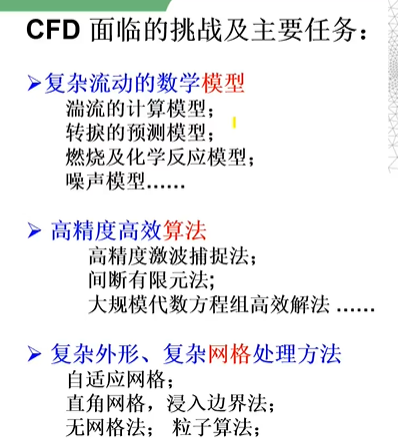 CFD 面临的挑战及主要任务：
➢复杂流动的数学模型
湍流的计算模型；
转捩的预测模型；
燃烧及化学反应模型；
噪声模型……
➢ 高精度高效算法
高精度激波捕捉法；
间断有限元法；
大规模代数方程组高效解法 ……
➢ 复杂外形、复杂网格处理方法
自适应网格；
直角网格，浸入边界法；
无网格法； 粒子算法；